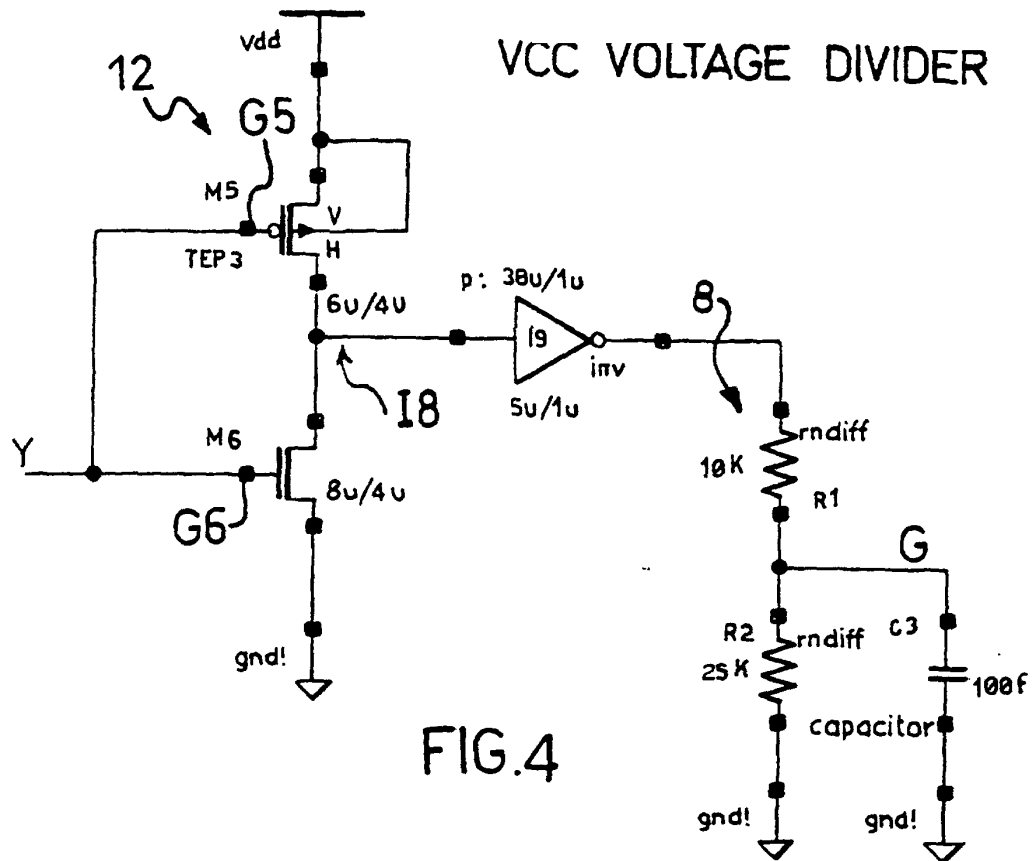 VCC VOLTAGE DIVIDER
Vdd
12
G5
M5
V
H
TEP3
6u/4u
p: 38u/1u
I9
inv
5u/1u
8
I8
rndiff
10K
R1
Y
M6
8u/4u
G6
G
R2
rndiff
25K
C3
100f
capacitor
gnd!
gnd!
gnd!
FIG.4